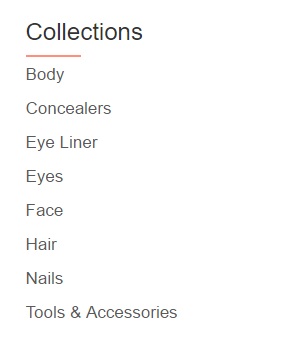 Collections
Body
Concealers
Eye Liner
Eyes
Face
Hair
Nails
Tools & Accessories